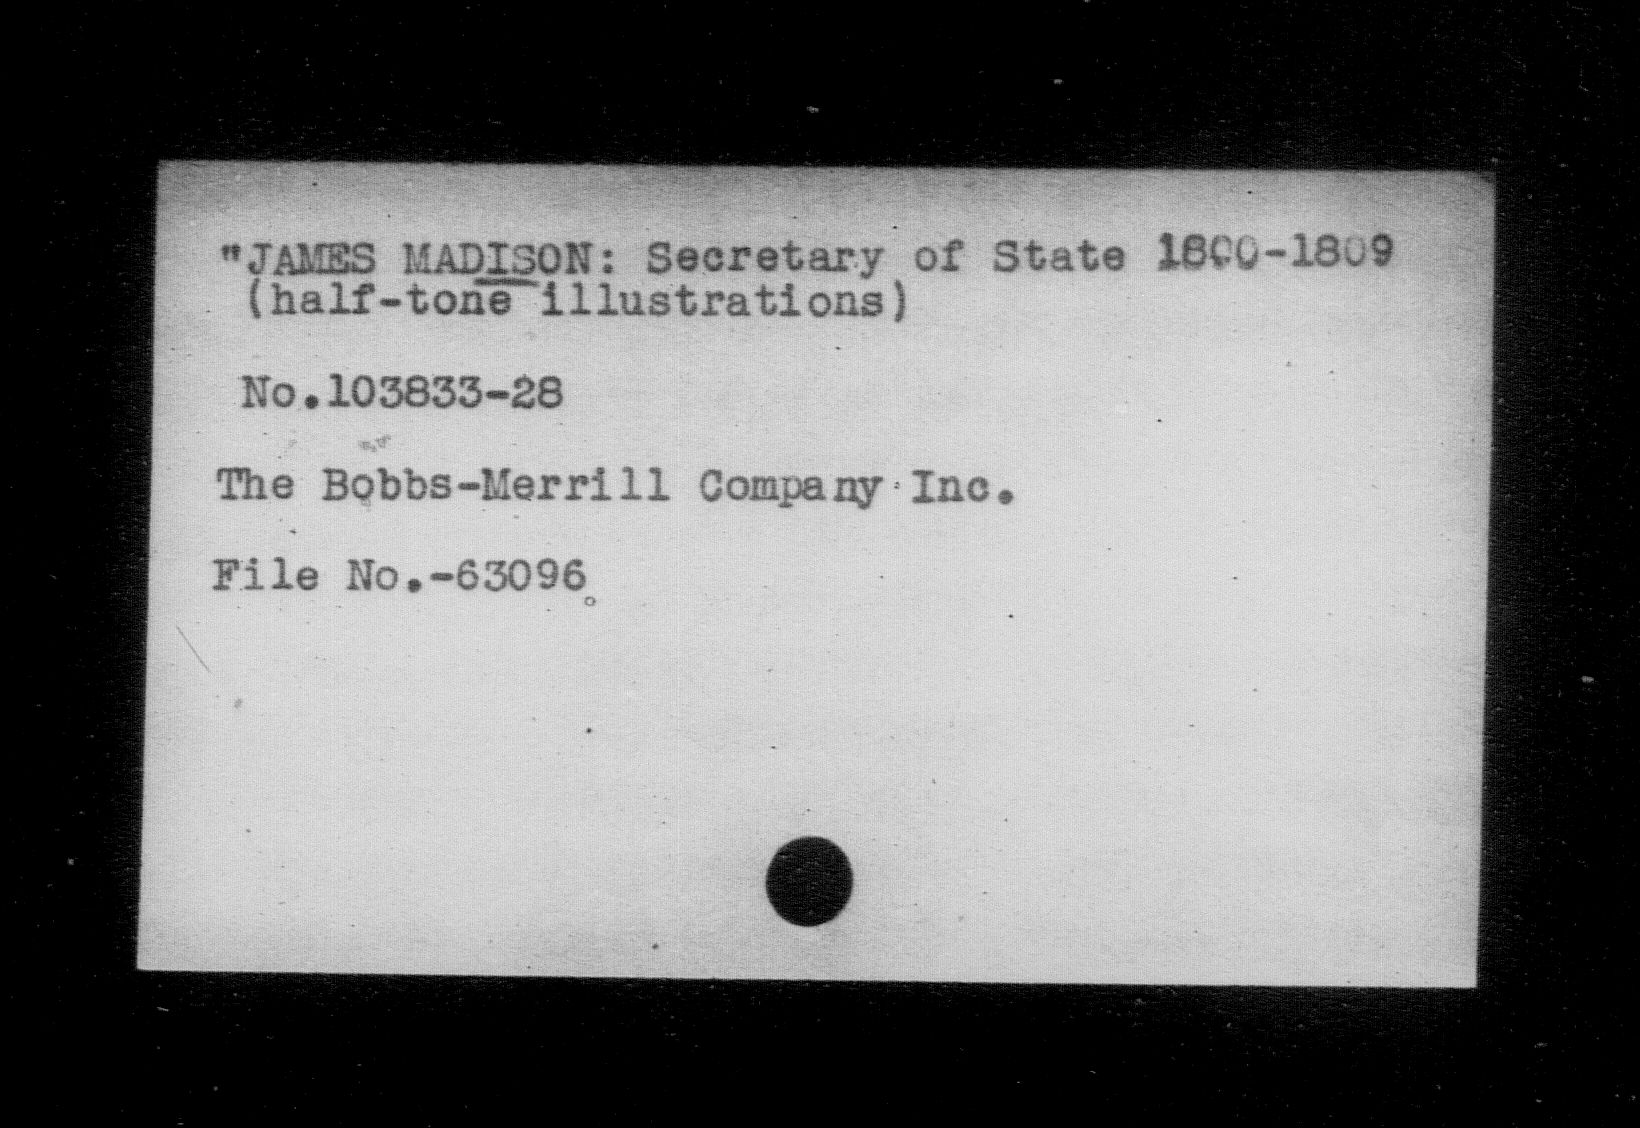 "JAMES MADISON: Secretary of State 1800-1809
(half-tone illustrations)
No.103833-28
The Bobbs-Merrill Company Inc.
File No.-63096